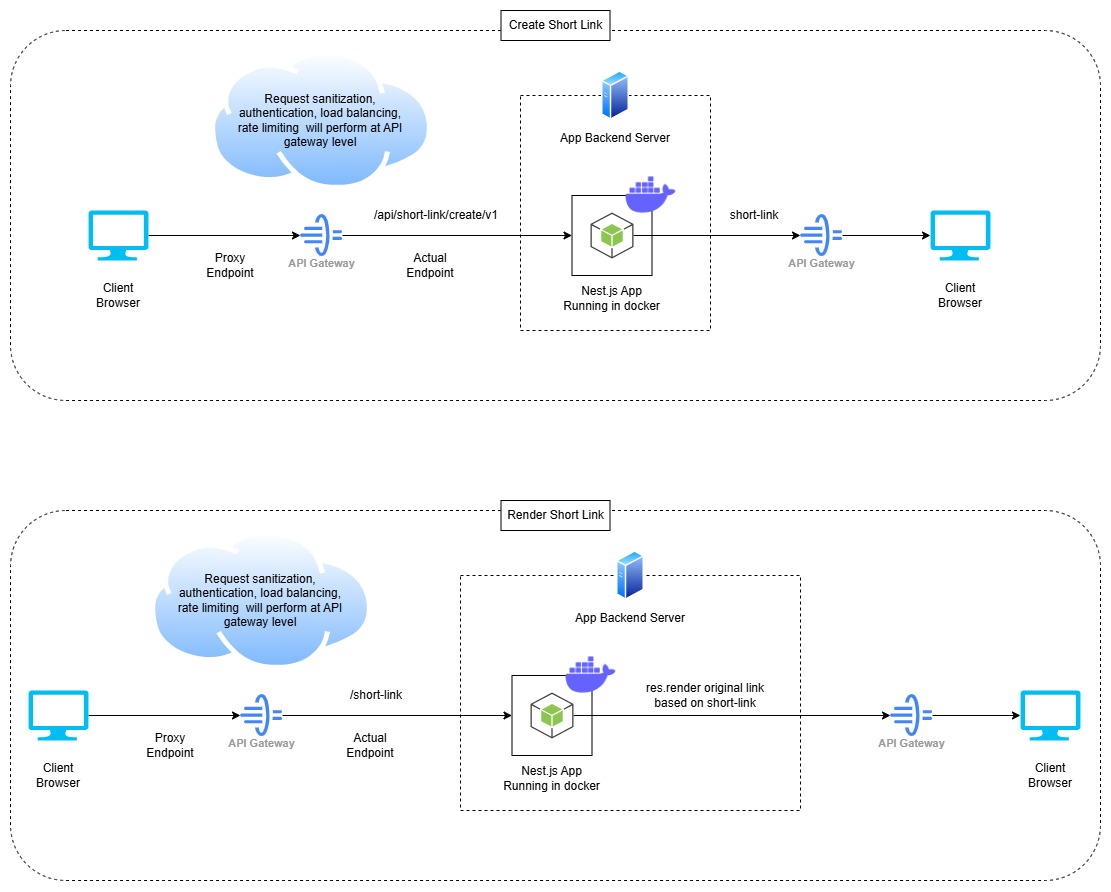 Create Short Link
Request sanitization,
authentication, load balancing,
rate limiting  will perform at API
gateway level
App Backend Server
/api/short-link/create/v1
short-link
Proxy
Endpoint
API Gateway
Actual
Endpoint
API Gateway
Client
Browser
Nest.js App
Running in docker
Client
Browser
Render Short Link
Request sanitization,
authentication, load balancing,
rate limiting  will perform at API
gateway level
App Backend Server
/short-link
res.render original link
based on short-link
Proxy
Endpoint
API Gateway
Actual
Endpoint
API Gateway
Client
Browser
Nest.js App
Running in docker
Client
Browser